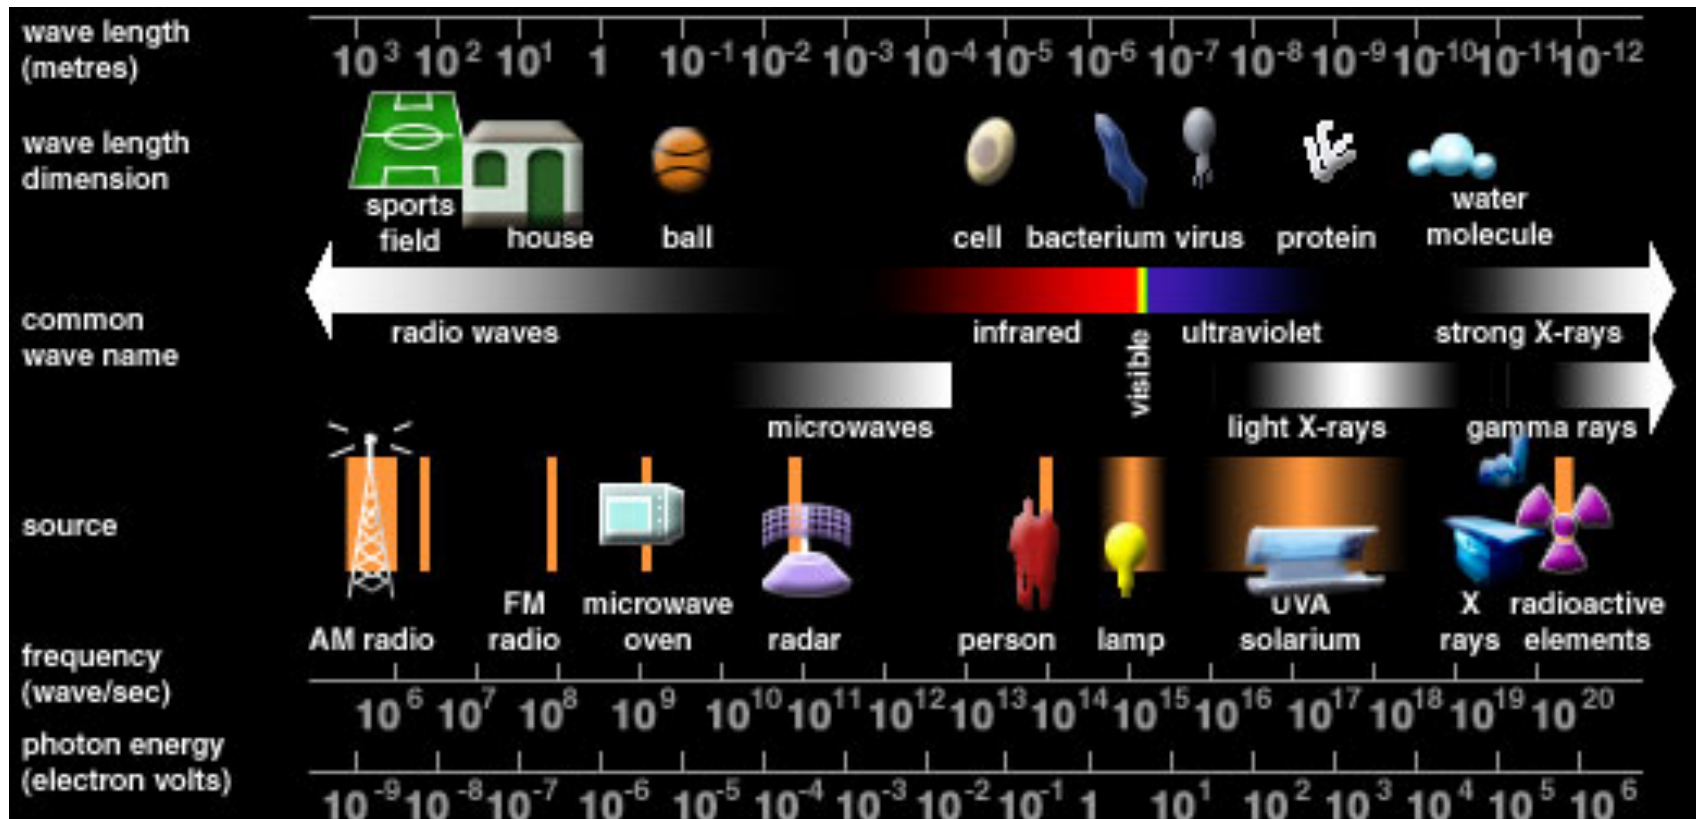 wave length
(metres)
10³ 10² 10¹ 1 10⁻¹ 10⁻² 10⁻³ 10⁻⁴ 10⁻⁵ 10⁻⁶ 10⁻⁷ 10⁻⁸ 10⁻⁹ 10⁻¹⁰ 10⁻¹¹ 10⁻¹²
wave length
dimension
sports
field
house
ball
cell
bacterium
virus
protein
water
molecule
common
wave name
radio waves
infrared
visible
ultraviolet
strong X-rays
microwaves
light X-rays
gamma rays
source
AM radio
FM
radio
microwave
oven
radar
person
lamp
UVA
solarium
X
rays
radioactive
elements
frequency
(wave/sec)
10⁶ 10⁷ 10⁸ 10⁹ 10¹⁰ 10¹¹ 10¹² 10¹³ 10¹⁴ 10¹⁵ 10¹⁶ 10¹⁷ 10¹⁸ 10¹⁹ 10²⁰
photon energy
(electron volts)
10⁻⁹ 10⁻⁸ 10⁻⁷ 10⁻⁶ 10⁻⁵ 10⁻⁴ 10⁻³ 10⁻² 10⁻¹ 1 10¹ 10² 10³ 10⁴ 10⁵ 10⁶